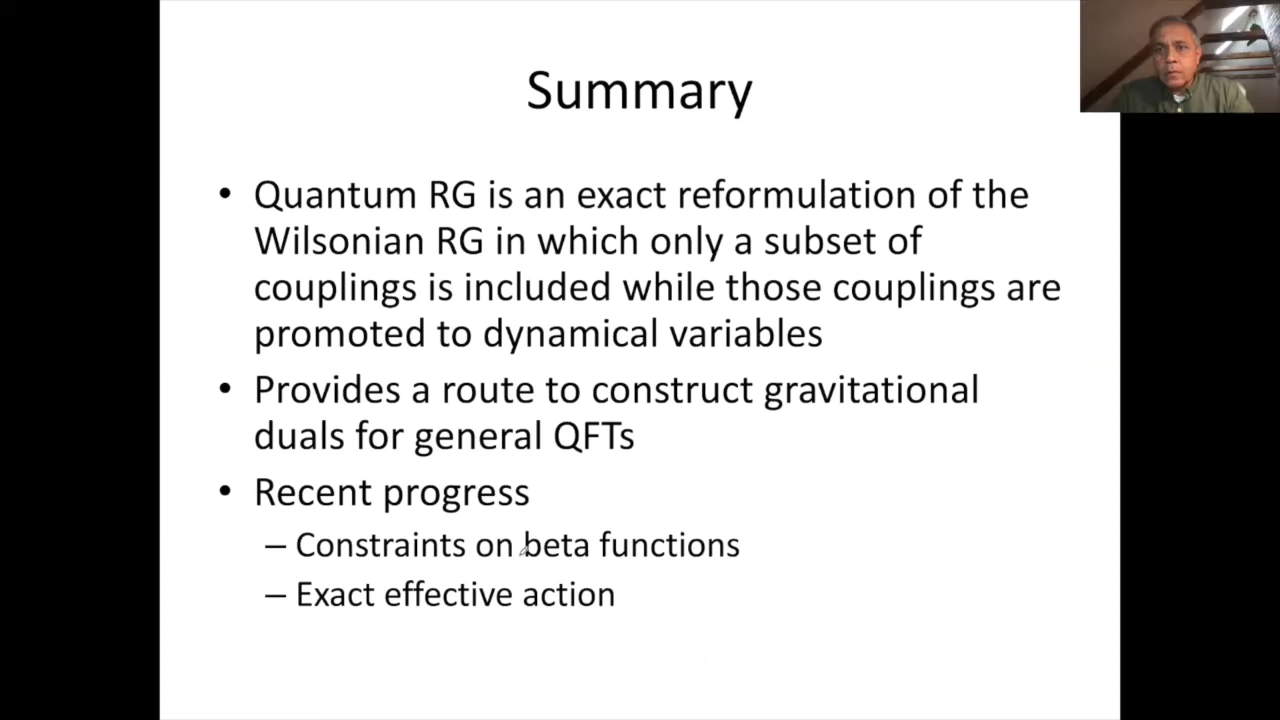 Summary
• Quantum RG is an exact reformulation of the
Wilsonian RG in which only a subset of
couplings is included while those couplings are
promoted to dynamical variables
• Provides a route to construct gravitational
duals for general QFTs
• Recent progress
– Constraints on beta functions
– Exact effective action